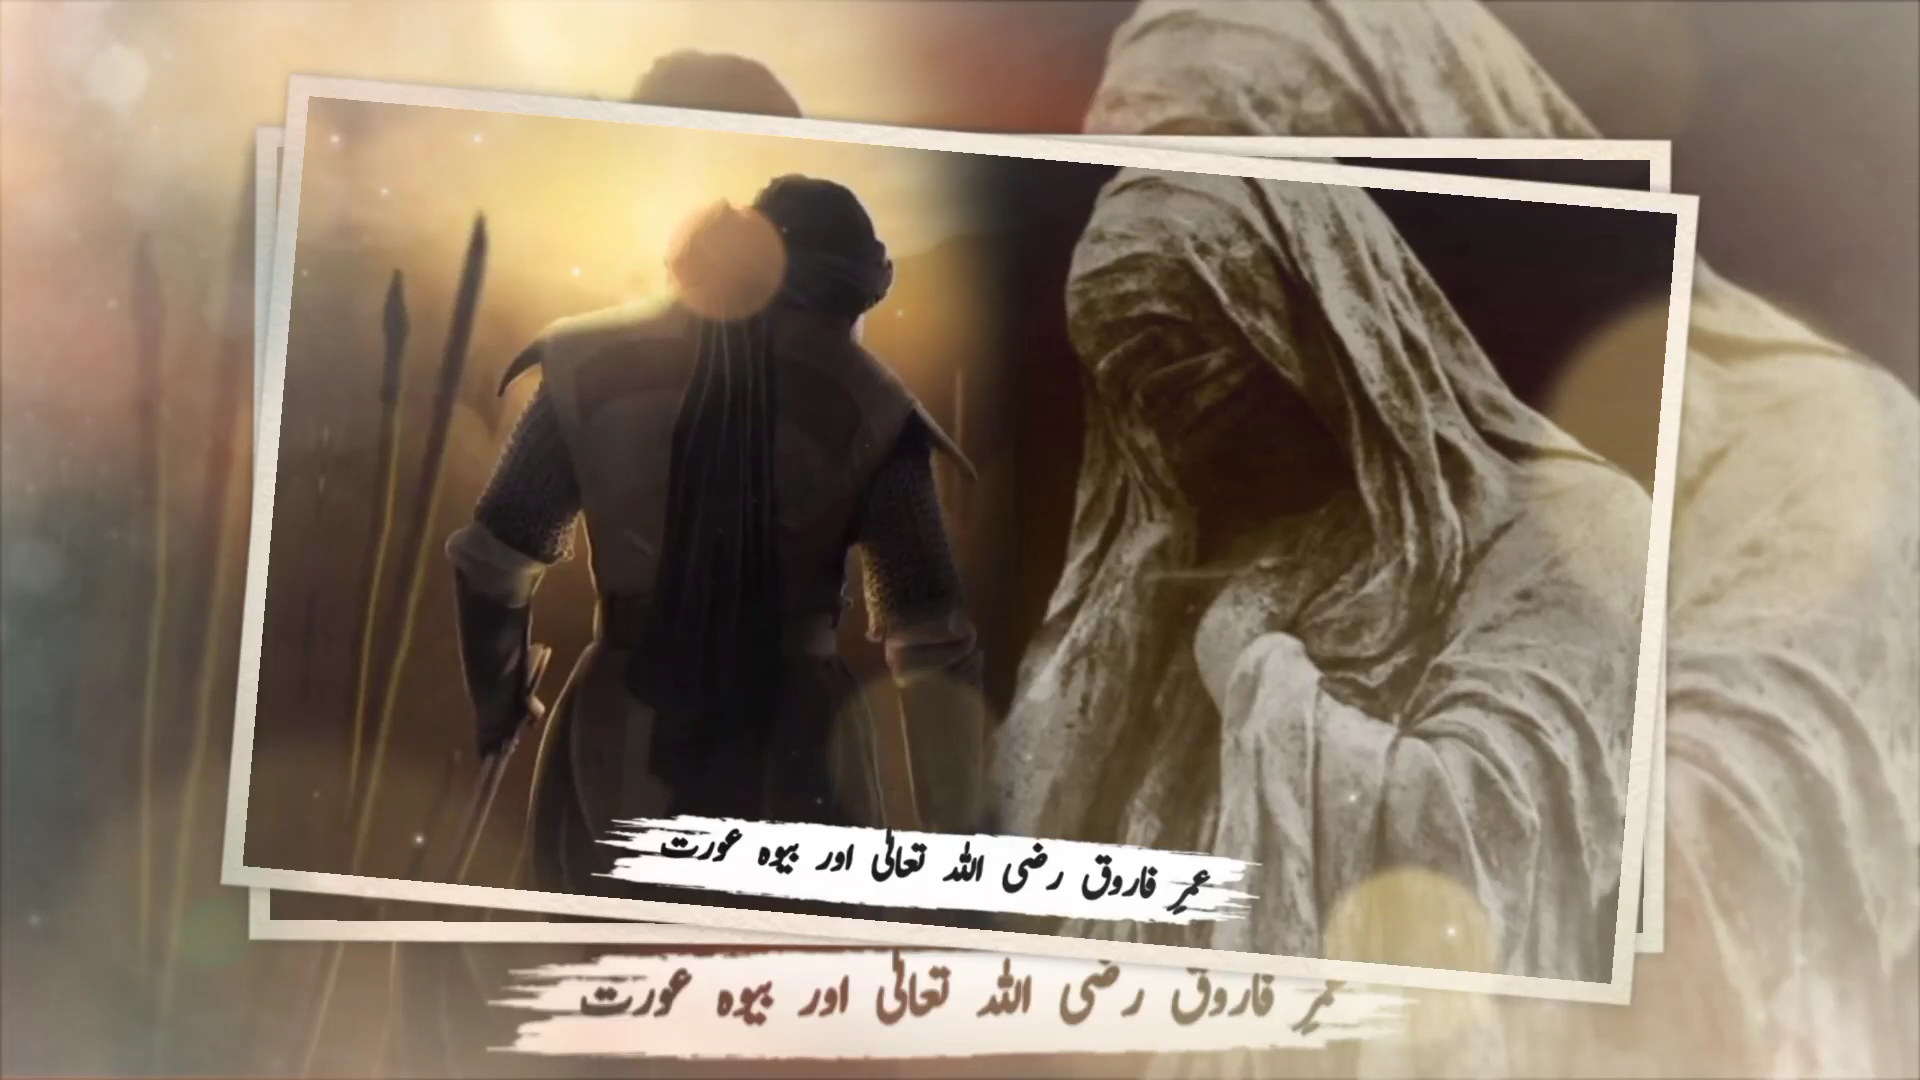 عمرِ فاروق رضی اللہ تعالیٰ اور بیوہ عورت
عمرِ فاروق رضی اللہ تعالیٰ اور بیوہ عورت